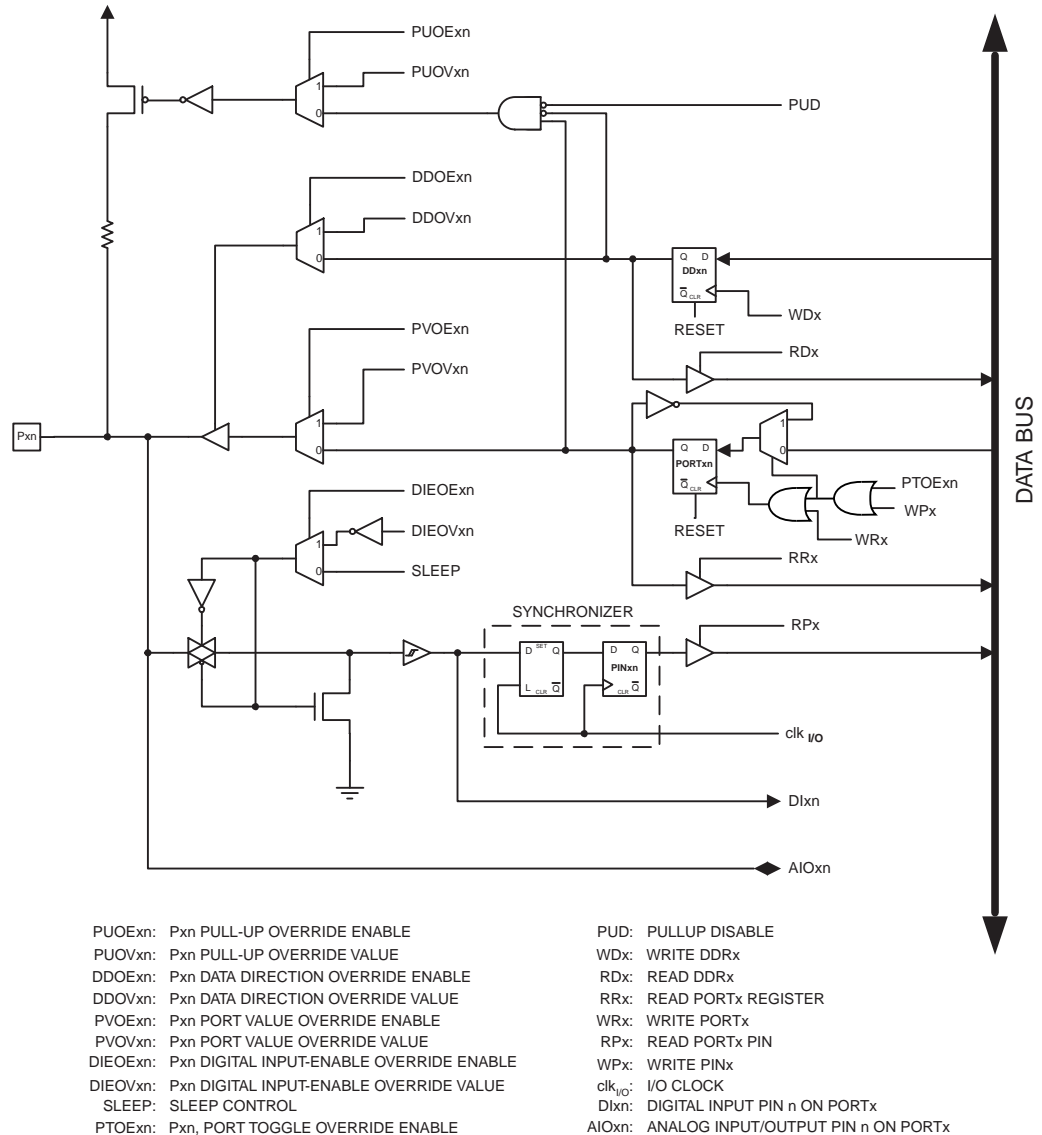 PUOExn
PUOVxn
1
0
PUD
DDOExn
DDOVxn
1
0
Q D
DDxn
Q CLR
WDx
RESET
RDx
PVOExn
PVOVxn
1
0
Pxn
Q D
PORTxn
Q CLR
1
0
RESET
PTOExn
WPx
WRx
RRx
DATA BUS
DIEOExn
DIEOVxn
1
0
SLEEP
SYNCHRONIZER
D SET Q
L CLR Q
D Q
PINxn
CLR Q
RPx
clk I/O
DIxn
AIOxn
PUOExn: Pxn PULL-UP OVERRIDE ENABLE
PUOVxn: Pxn PULL-UP OVERRIDE VALUE
DDOExn: Pxn DATA DIRECTION OVERRIDE ENABLE
DDOVxn: Pxn DATA DIRECTION OVERRIDE VALUE
PVOExn: Pxn PORT VALUE OVERRIDE ENABLE
PVOVxn: Pxn PORT VALUE OVERRIDE VALUE
DIEOExn: Pxn DIGITAL INPUT-ENABLE OVERRIDE ENABLE
DIEOVxn: Pxn DIGITAL INPUT-ENABLE OVERRIDE VALUE
SLEEP: SLEEP CONTROL
PTOExn: Pxn, PORT TOGGLE OVERRIDE ENABLE
PUD: PULLUP DISABLE
WDx: WRITE DDRx
RDx: READ DDRx
RRx: READ PORTx REGISTER
WRx: WRITE PORTx
RPx: READ PORTx PIN
WPx: WRITE PINx
clkI/O: I/O CLOCK
DIxn: DIGITAL INPUT PIN n ON PORTx
AIOxn: ANALOG INPUT/OUTPUT PIN n ON PORTx